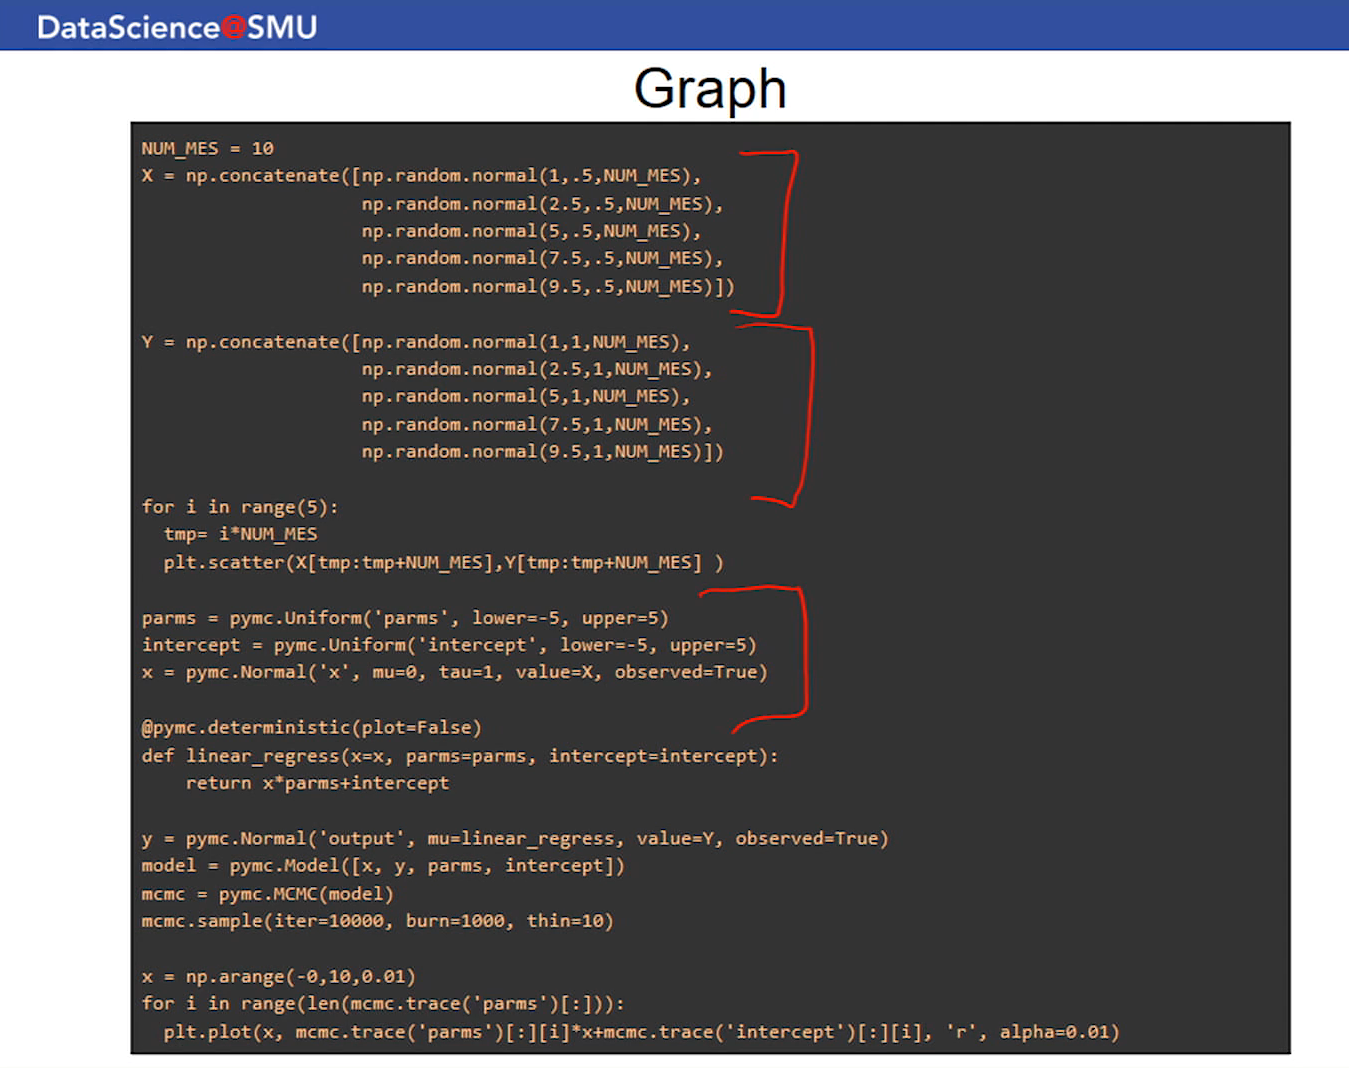 DataScience@SMU
Graph
NUM_MES = 10
X = np.concatenate([np.random.normal(1,.5,NUM_MES),
                    np.random.normal(2.5,.5,NUM_MES),
                    np.random.normal(5,.5,NUM_MES),
                    np.random.normal(7.5,.5,NUM_MES),
                    np.random.normal(9.5,.5,NUM_MES)])
Y = np.concatenate([np.random.normal(1,1,NUM_MES),
                    np.random.normal(2.5,1,NUM_MES),
                    np.random.normal(5,1,NUM_MES),
                    np.random.normal(7.5,1,NUM_MES),
                    np.random.normal(9.5,1,NUM_MES)])
for i in range(5):
  tmp= i*NUM_MES
  plt.scatter(X[tmp:tmp+NUM_MES],Y[tmp:tmp+NUM_MES] )
parms = pymc.Uniform('parms', lower=-5, upper=5)
intercept = pymc.Uniform('intercept', lower=-5, upper=5)
x = pymc.Normal('x', mu=0, tau=1, value=X, observed=True)
@pymc.deterministic(plot=False)
def linear_regress(x=x, parms=parms, intercept=intercept):
    return x*parms+intercept
y = pymc.Normal('output', mu=linear_regress, value=Y, observed=True)
model = pymc.Model([x, y, parms, intercept])
mcmc = pymc.MCMC(model)
mcmc.sample(iter=10000, burn=1000, thin=10)
x = np.arange(-0,10,0.01)
for i in range(len(mcmc.trace('parms')[:])):
  plt.plot(x, mcmc.trace('parms')[:][i]*x+mcmc.trace('intercept')[:][i], 'r', alpha=0.01)